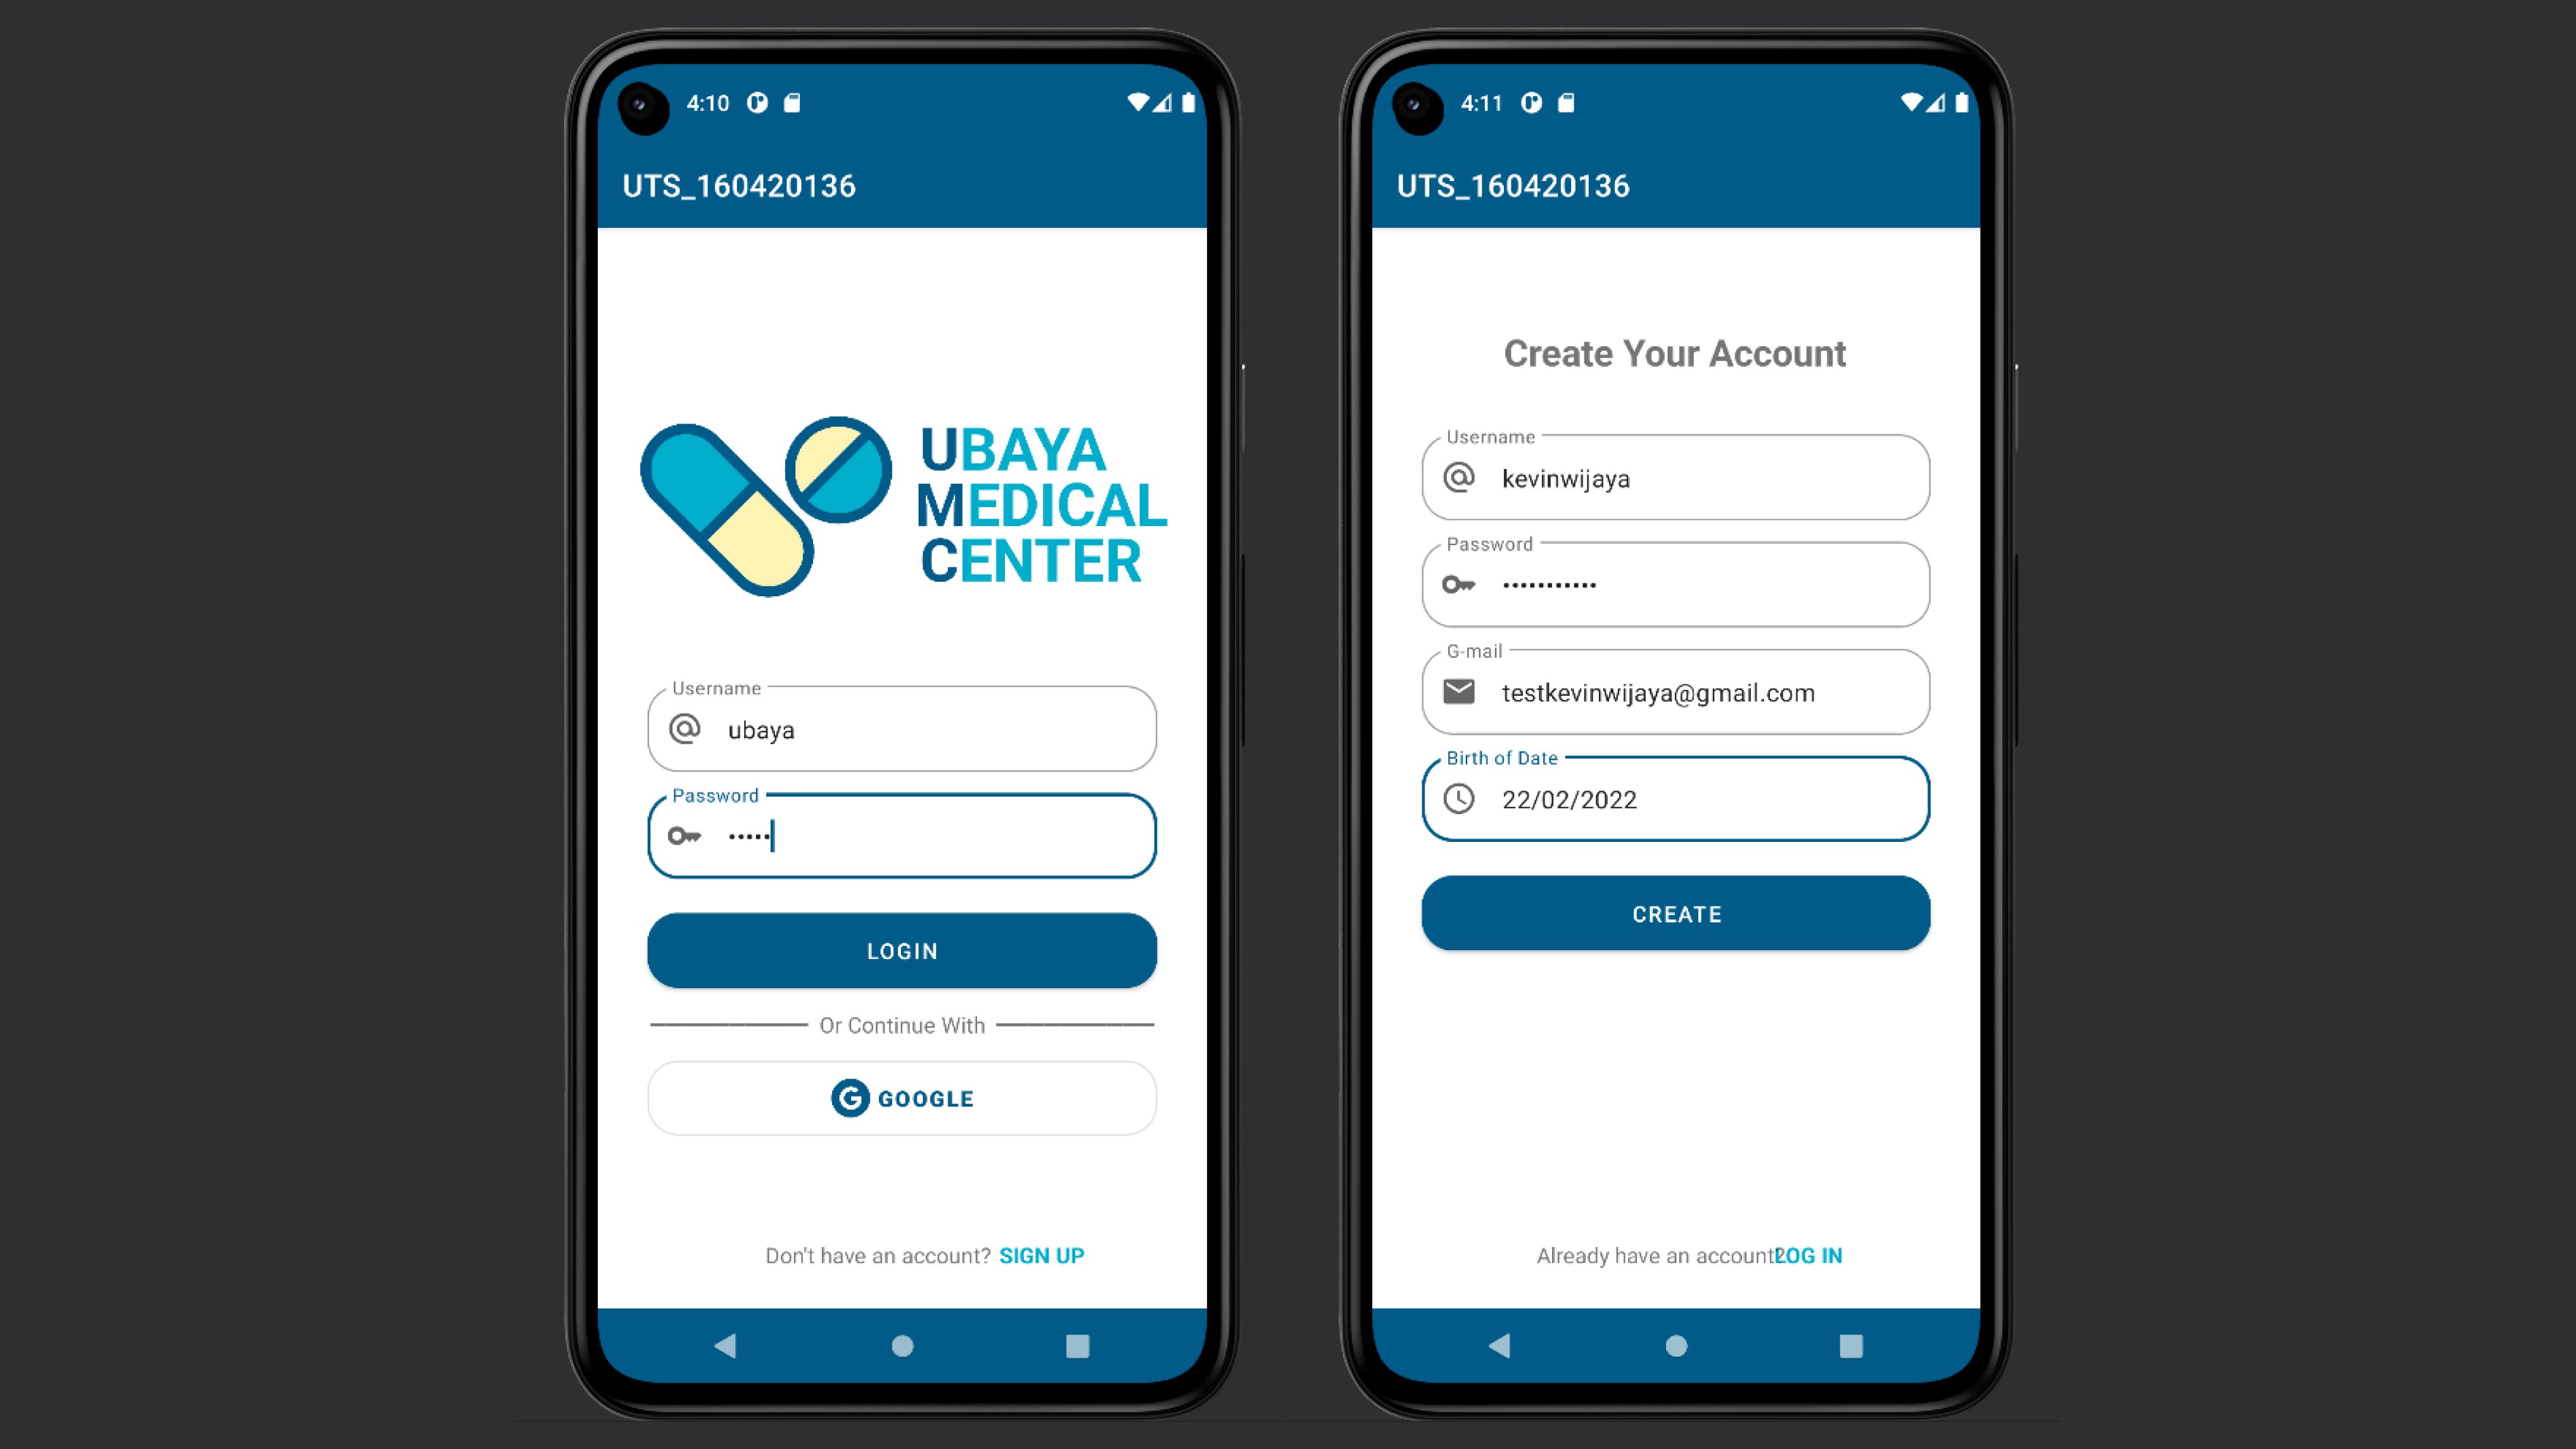 4:10
UTS_160420136
UBAYA
MEDICAL
CENTER
Username
ubaya
Password
•••••
LOGIN
Or Continue With
G GOOGLE
Don't have an account? SIGN UP
4:11
UTS_160420136
Create Your Account
Username
kevinwijaya
Password
•••••••••••
G-mail
testkevinwijaya@gmail.com
Birth of Date
22/02/2022
CREATE
Already have an account? LOG IN